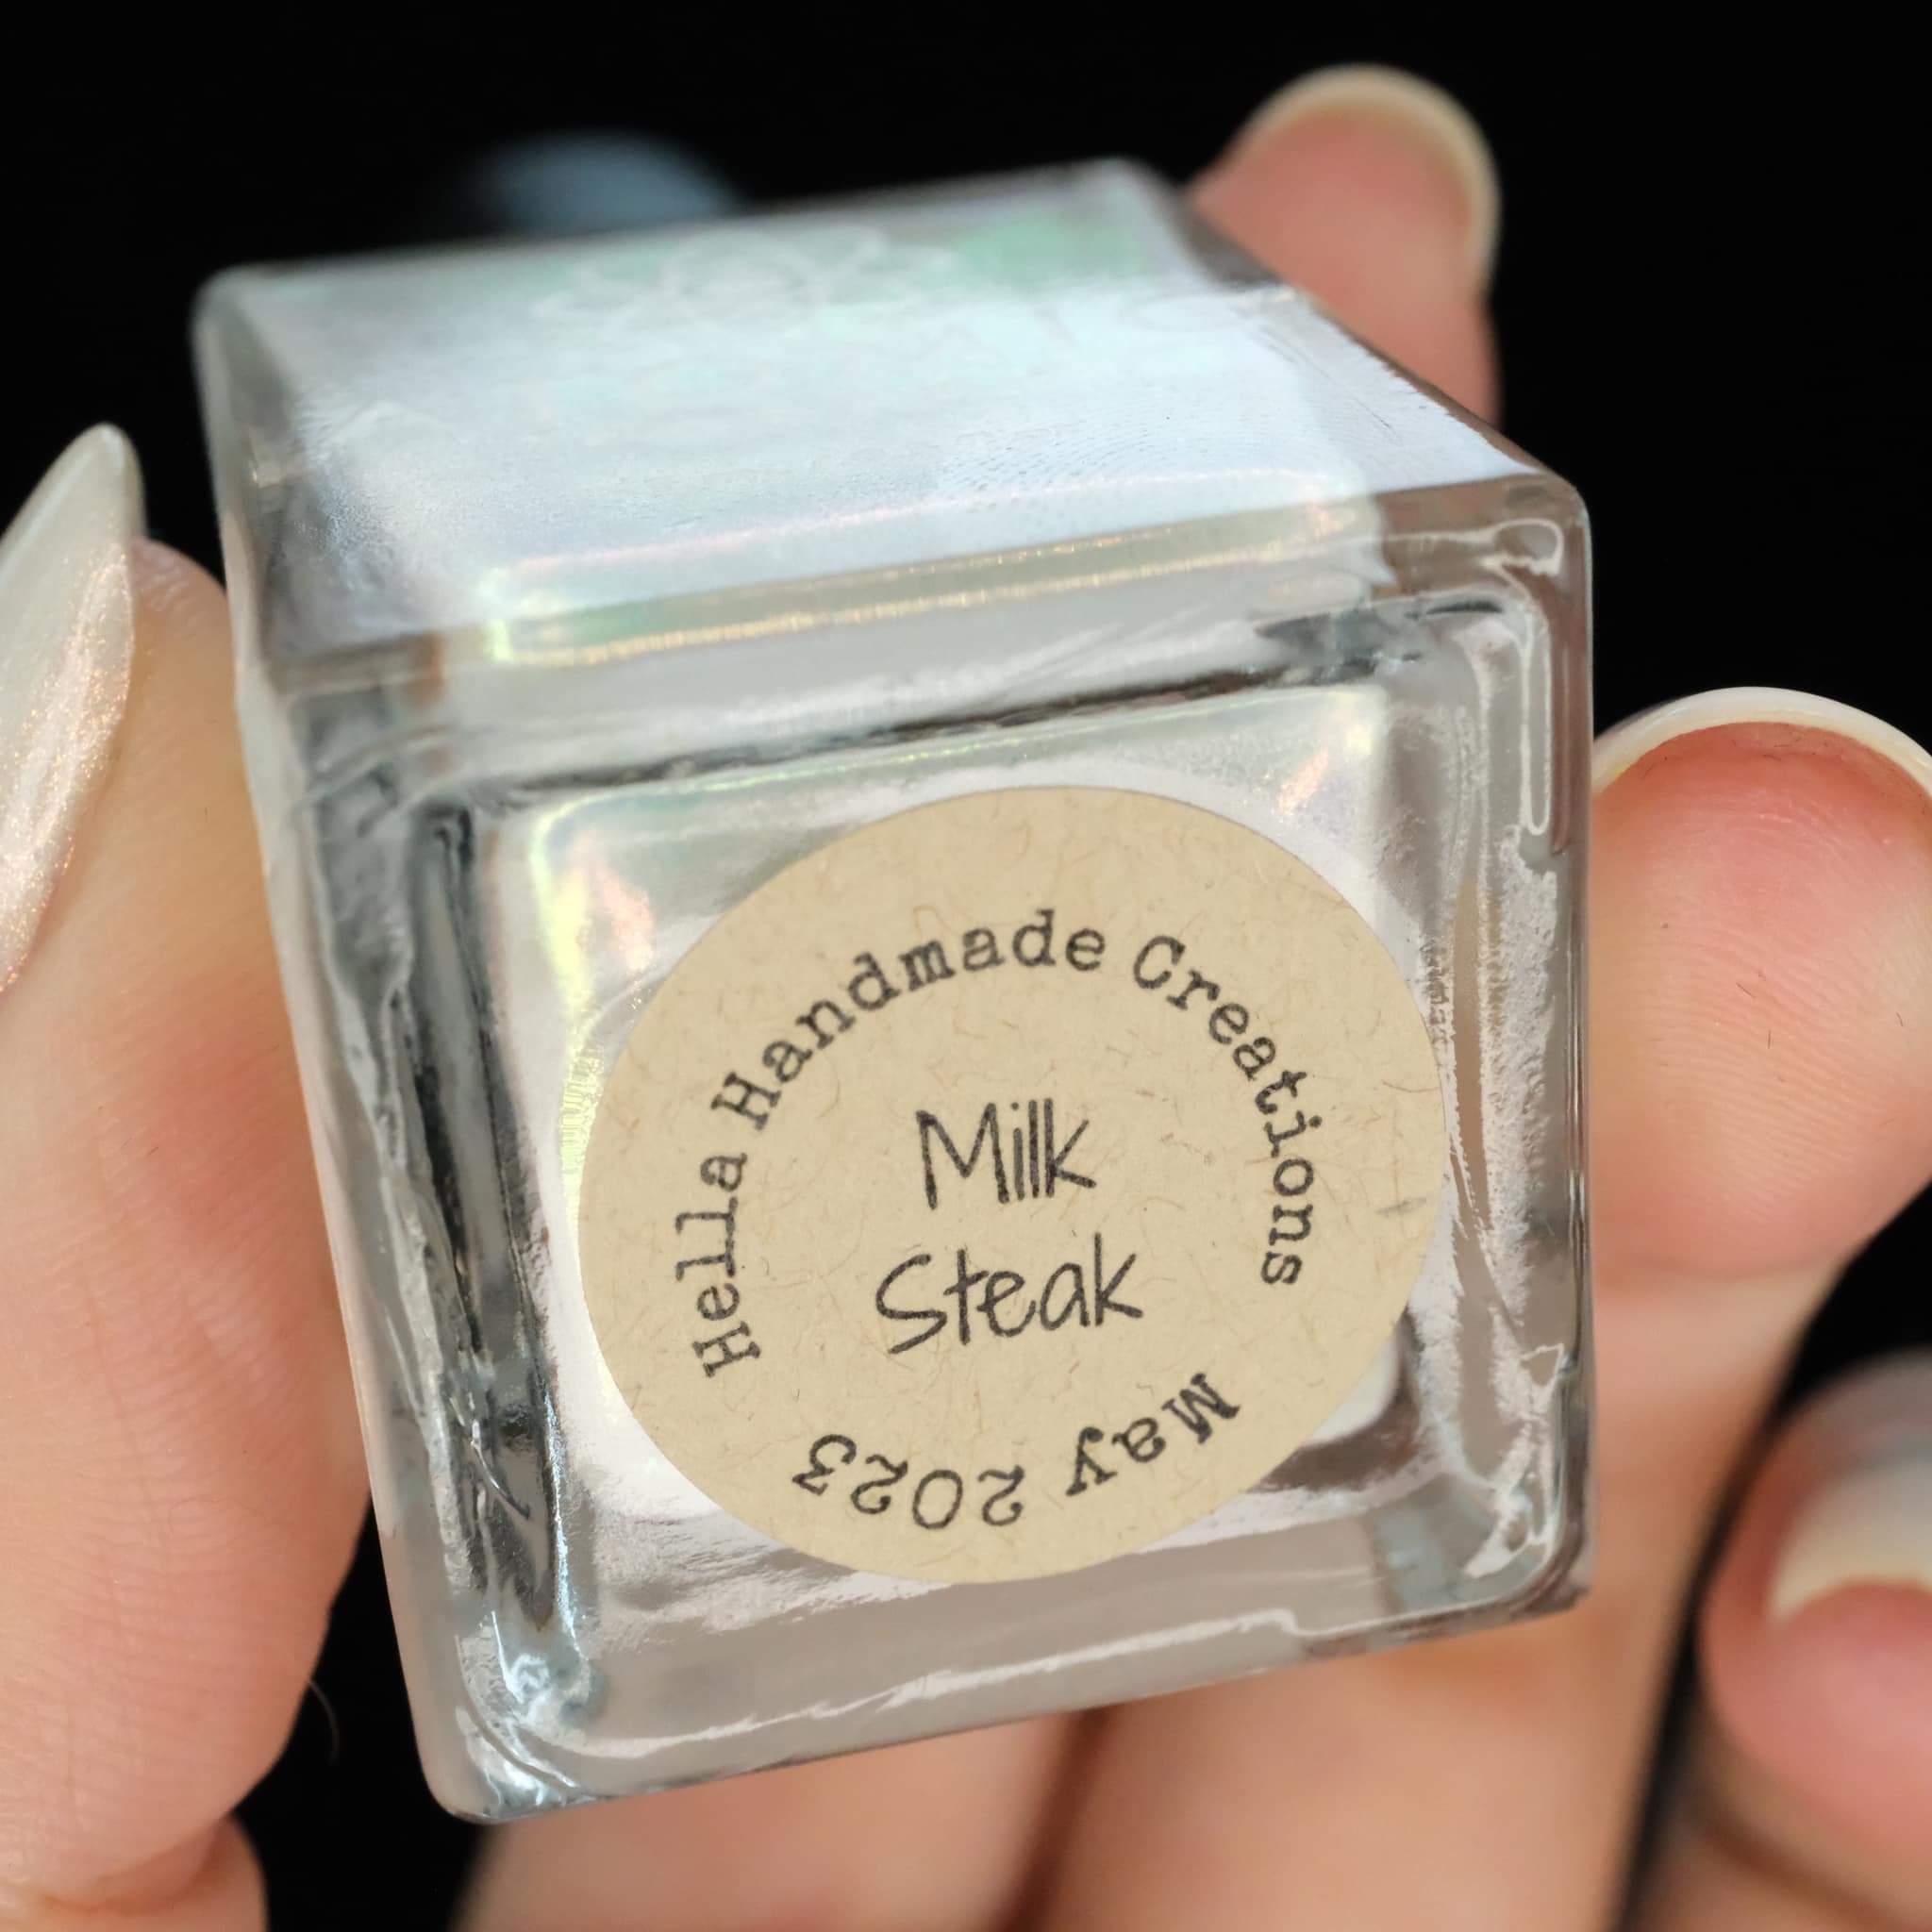 Hella Handmade Creations
Milk
Steak
May 2023